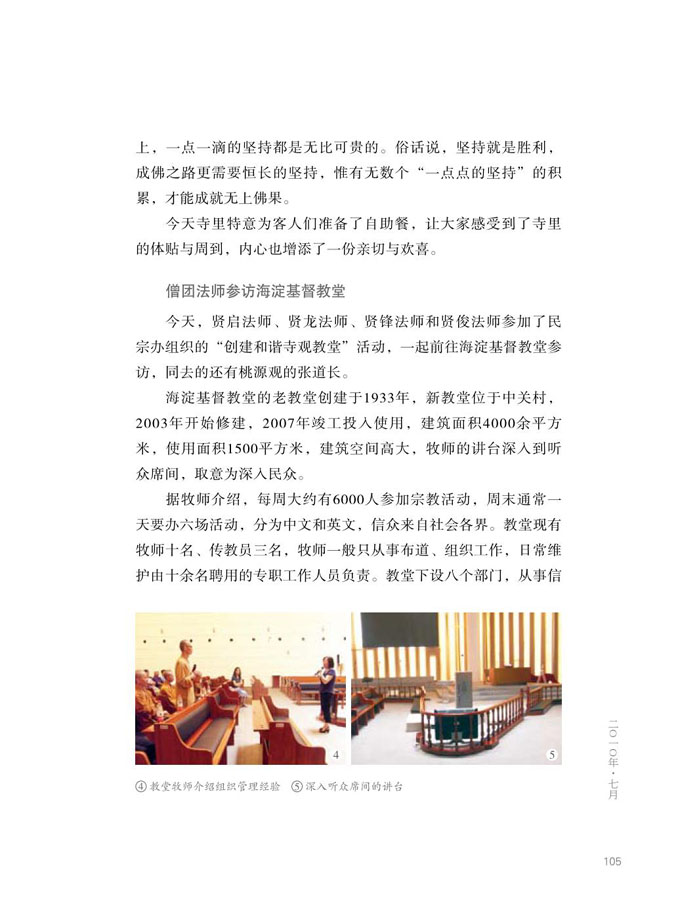 上，一点一滴的坚持都是无比可贵的。俗话说，坚持就是胜利，
成佛之路更需要恒长的坚持，惟有无数个“一点点的坚持”的积
累，才能成就无上佛果。
今天寺里特意为客人们准备了自助餐，让大家感受到了寺里
的体贴与周到，内心也增添了一份亲切与欢喜。
僧团法师参访海淀基督教堂
今天，贤启法师、贤龙法师、贤锋法师和贤俊法师参加了民
宗办组织的“创建和谐寺观教堂”活动，一起前往海淀基督教堂参
访，同去的还有桃源观的张道长。
海淀基督教堂的老教堂创建于1933年，新教堂位于中关村，
2003年开始修建，2007年竣工投入使用，建筑面积4000余平方
米，使用面积1500平方米，建筑空间高大，牧师的讲台深入到听
众席间，取意为深入民众。
据牧师介绍，每周大约有6000人参加宗教活动，周末通常一
天要办六场活动，分为中文和英文，信众来自社会各界。教堂现有
牧师十名、传教员三名，牧师一般只从事布道、组织工作，日常维
护由十余名聘用的专职工作人员负责。教堂下设八个部门，从事信
4
5
④ 教堂牧师介绍组织管理经验 ⑤ 深入听众席间的讲台
二〇一〇年·七月
105